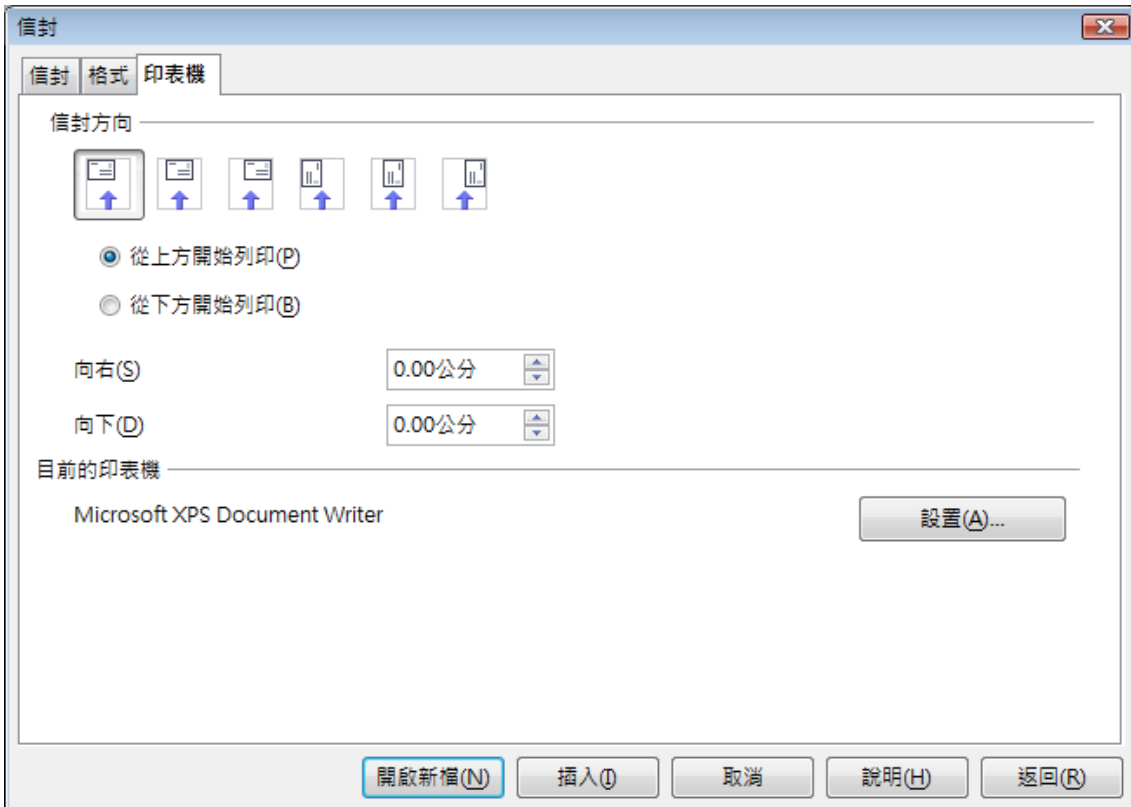 信封
信封 格式 印表機
信封方向
從上方開始列印(P)
從下方開始列印(B)
向右(S) 0.00公分
向下(D) 0.00公分
目前的印表機
Microsoft XPS Document Writer 設置(A)...
開啟新檔(N) 插入(I) 取消 說明(H) 返回(R)